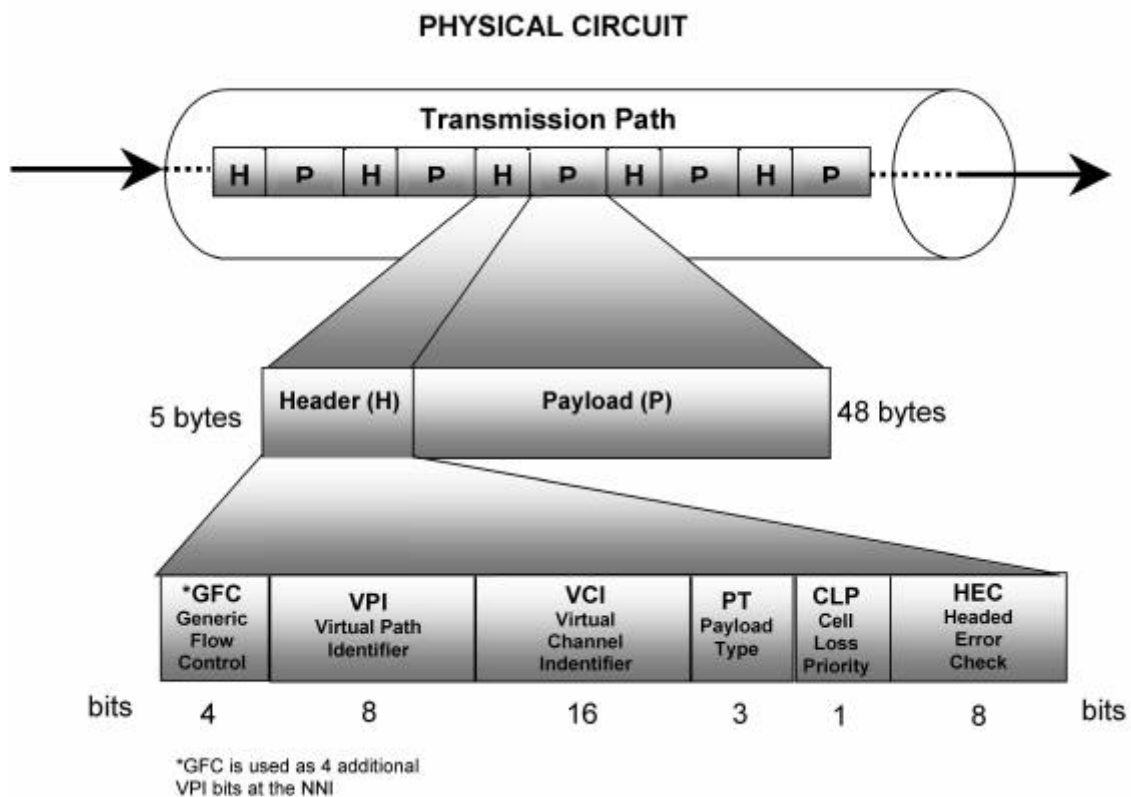 PHYSICAL CIRCUIT
Transmission Path
H P H P H P H P H P
5 bytes
Header (H)
Payload (P)
48 bytes
*GFC
Generic
Flow
Control
VPI
Virtual Path
Identifier
VCI
Virtual
Channel
Indentifier
PT
Payload
Type
CLP
Cell
Loss
Priority
HEC
Headed
Error
Check
bits 4 8 16 3 1 8 bits
*GFC is used as 4 additional
VPI bits at the NNI